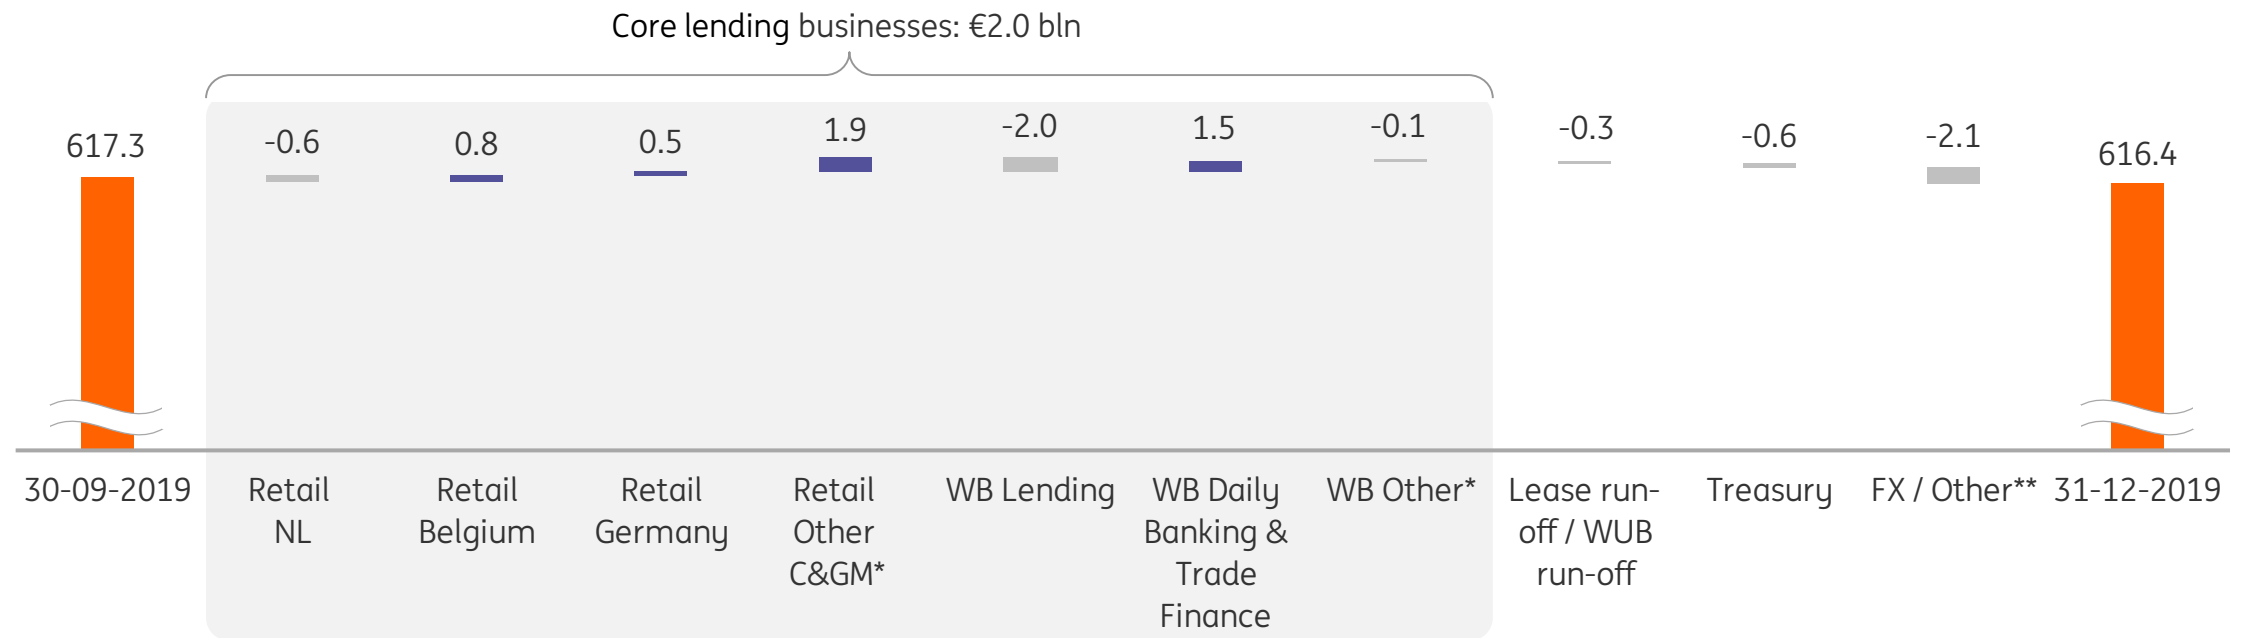 Core lending businesses: €2.0 bln
617.3
-0.6
0.8
0.5
1.9
-2.0
1.5
-0.1
-0.3
-0.6
-2.1
616.4
30-09-2019
Retail
NL
Retail
Belgium
Retail
Germany
Retail
Other
C&GM*
WB Lending
WB Daily
Banking &
Trade
Finance
WB Other*
Lease run-
off / WUB
run-off
Treasury
FX / Other**
31-12-2019